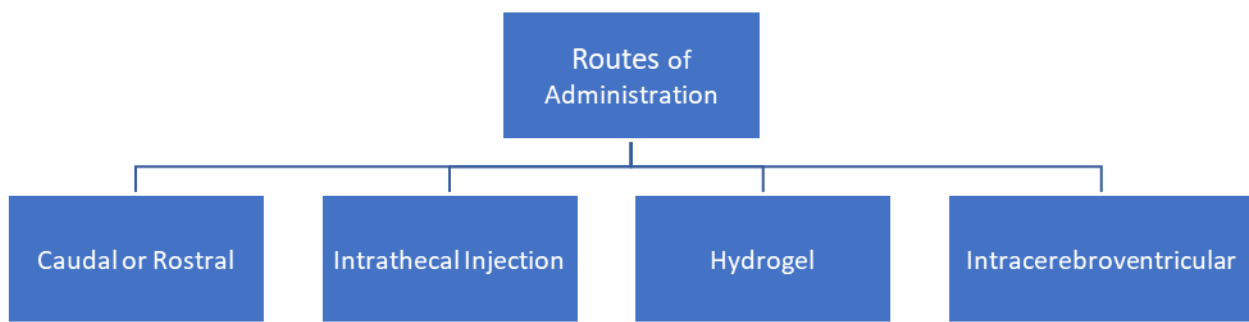 Routes of
Administration
Caudal or Rostral
Intrathecal Injection
Hydrogel
Intracerebroventricular